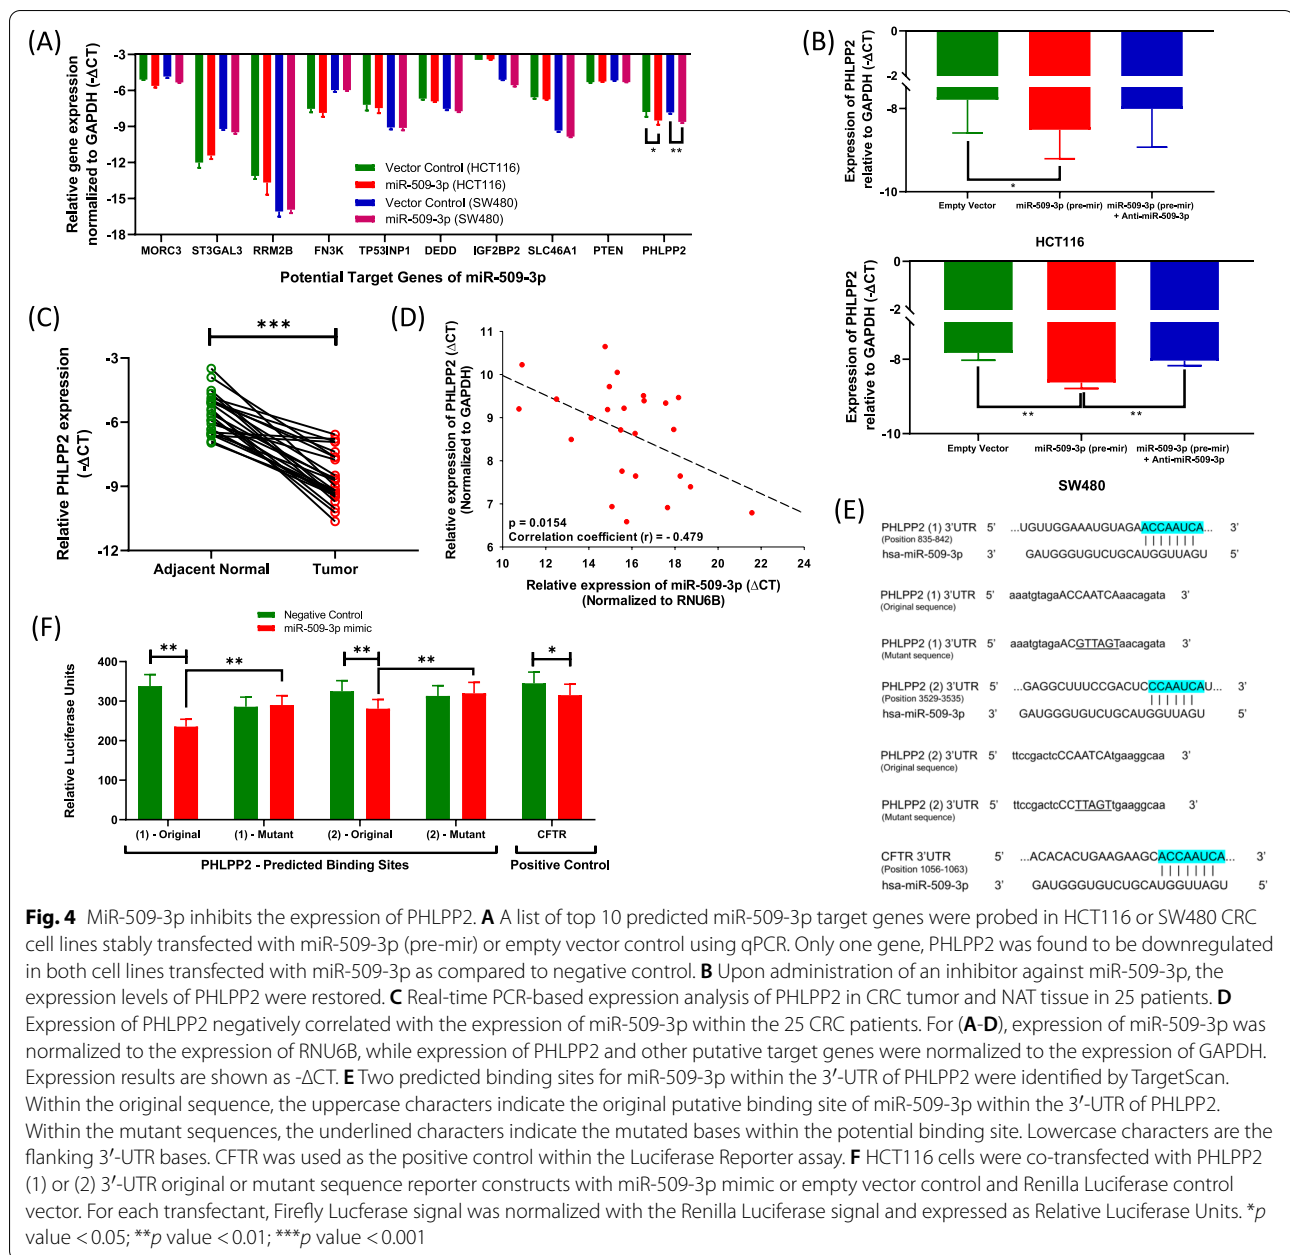 (A)
Relative gene expression
normalized to GAPDH (-ΔCT)
-3
-6
-9
-12
-15
-18
*
**
Vector Control (HCT116)
miR-509-3p (HCT116)
Vector Control (SW480)
miR-509-3p (SW480)
MORC3 ST3GAL3 RRM2B FN3K TP53INP1 DEDD IGF2BP2 SLC46A1 PTEN PHLPP2
Potential Target Genes of miR-509-3p
(B)
Expression of PHLPP2
relative to GAPDH (-ΔCT)
0
-2
-8
-10
*
Empty Vector miR-509-3p (pre-mir) miR-509-3p (pre-mir)
+ Anti-miR-509-3p
HCT116
Expression of PHLPP2
relative to GAPDH (-ΔCT)
0
-2
-8
-10
** **
Empty Vector miR-509-3p (pre-mir) miR-509-3p (pre-mir)
+ Anti-miR-509-3p
SW480
(C)
Relative PHLPP2 expression
(-ΔCT)
***
-3
-6
-9
-12
Adjacent Normal Tumor
(D)
Relative expression of PHLPP2 (ΔCT)
(Normalized to GAPDH)
11
10
9
8
7
6
p = 0.0154
Correlation coefficient (r) = - 0.479
10 12 14 16 18 20 22 24
Relative expression of miR-509-3p (ΔCT)
(Normalized to RNU6B)
(E)
PHLPP2 (1) 3'UTR 5' ...UGUUGGAAAUGUAGAACCAAUCA... 3'
(Position 835-842)
hsa-miR-509-3p 3' GAUGGGUGUCUGCAUGGUUAGU 5'
PHLPP2 (1) 3'UTR 5' aaatgtagaACCAATCAaacagata 3'
(Original sequence)
PHLPP2 (1) 3'UTR 5' aaatgtagaACGTTAGTaacagata 3'
(Mutant sequence)
PHLPP2 (2) 3'UTR 5' ...GAGGCUUUCCGACUCCCAAUCAU... 3'
(Position 3529-3535)
hsa-miR-509-3p 3' GAUGGGUGUCUGCAUGGUUAGU 5'
PHLPP2 (2) 3'UTR 5' ttccgactcCCAATCAtgaaggcaa 3'
(Original sequence)
PHLPP2 (2) 3'UTR 5' ttccgactcCCTTAGTtgaaggcaa 3'
(Mutant sequence)
CFTR 3'UTR 5' ...ACACACUGAAGAAGCACCAAUCA... 3'
(Position 1056-1063)
hsa-miR-509-3p 3' GAUGGGUGUCUGCAUGGUUAGU 5'
(F)
Negative Control
miR-509-3p mimic
Relative Luciferase Units
400
300
200
100
0
** ** ** ** *
(1) - Original (1) - Mutant (2) - Original (2) - Mutant CFTR
PHLPP2 - Predicted Binding Sites Positive Control
Fig. 4 MiR-509-3p inhibits the expression of PHLPP2. A A list of top 10 predicted miR-509-3p target genes were probed in HCT116 or SW480 CRC
cell lines stably transfected with miR-509-3p (pre-mir) or empty vector control using qPCR. Only one gene, PHLPP2 was found to be downregulated
in both cell lines transfected with miR-509-3p as compared to negative control. B Upon administration of an inhibitor against miR-509-3p, the
expression levels of PHLPP2 were restored. C Real-time PCR-based expression analysis of PHLPP2 in CRC tumor and NAT tissue in 25 patients. D
Expression of PHLPP2 negatively correlated with the expression of miR-509-3p within the 25 CRC patients. For (A-D), expression of miR-509-3p was
normalized to the expression of RNU6B, while expression of PHLPP2 and other putative target genes were normalized to the expression of GAPDH.
Expression results are shown as -ΔCT. E Two predicted binding sites for miR-509-3p within the 3′-UTR of PHLPP2 were identified by TargetScan.
Within the original sequence, the uppercase characters indicate the original putative binding site of miR-509-3p within the 3′-UTR of PHLPP2.
Within the mutant sequences, the underlined characters indicate the mutated bases within the potential binding site. Lowercase characters are the
flanking 3′-UTR bases. CFTR was used as the positive control within the Luciferase Reporter assay. F HCT116 cells were co-transfected with PHLPP2
(1) or (2) 3′-UTR original or mutant sequence reporter constructs with miR-509-3p mimic or empty vector control and Renilla Luciferase control
vector. For each transfectant, Firefly Lucferase signal was normalized with the Renilla Luciferase signal and expressed as Relative Luciferase Units. *p
value < 0.05; **p value < 0.01; ***p value < 0.001